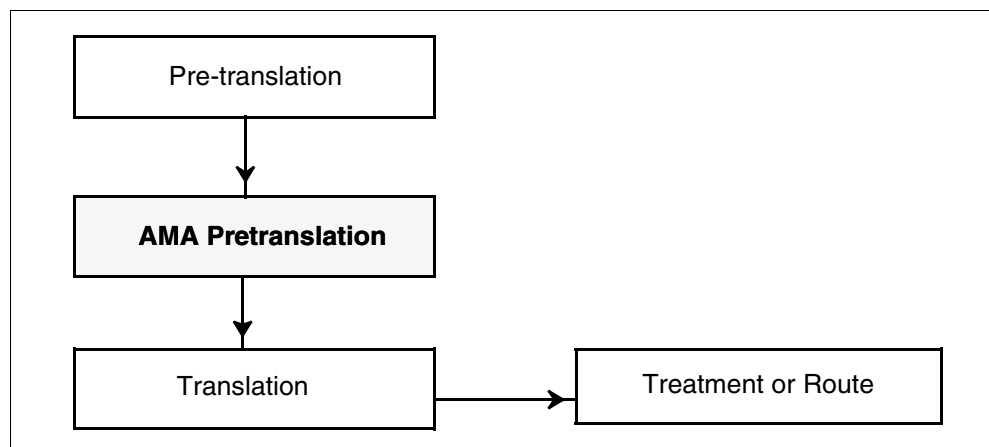 Pre-translation
AMA Pretranslation
Translation
Treatment or Route